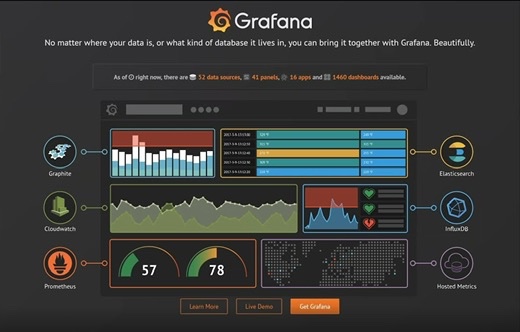 Grafana
No matter where your data is, or what kind of database it lives in, you can bring it together with Grafana. Beautifully.
As of right now, there are 52 data sources, 41 panels, 16 apps and 1460 dashboards available.
Graphite
Elasticsearch
Cloudwatch
InfluxDB
57
78
Prometheus
Hosted Metrics
Learn More
Live Demo
Get Grafana